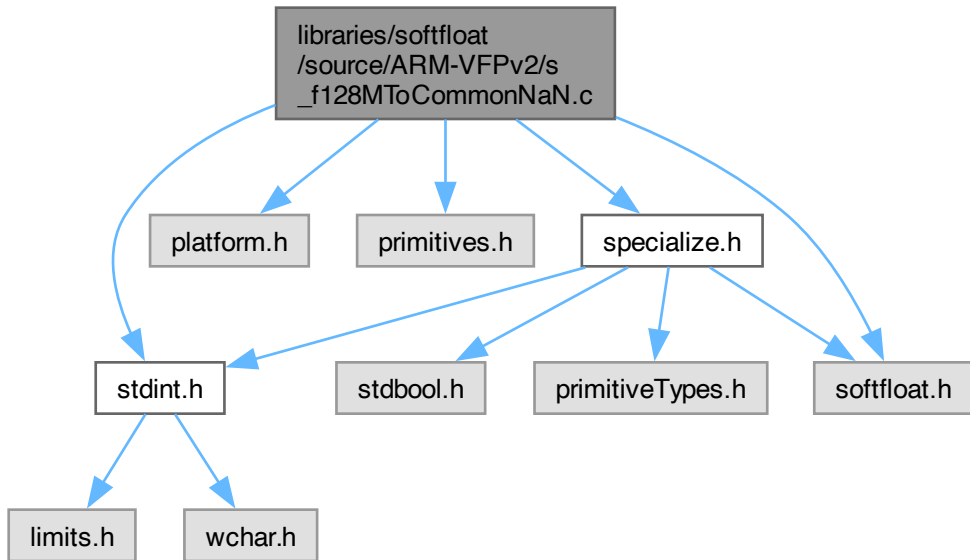 libraries/softfloat
/source/ARM-VFPv2/s
_f128MToCommonNaN.c
platform.h
primitives.h
specialize.h
stdint.h
stdbool.h
primitiveTypes.h
softfloat.h
limits.h
wchar.h